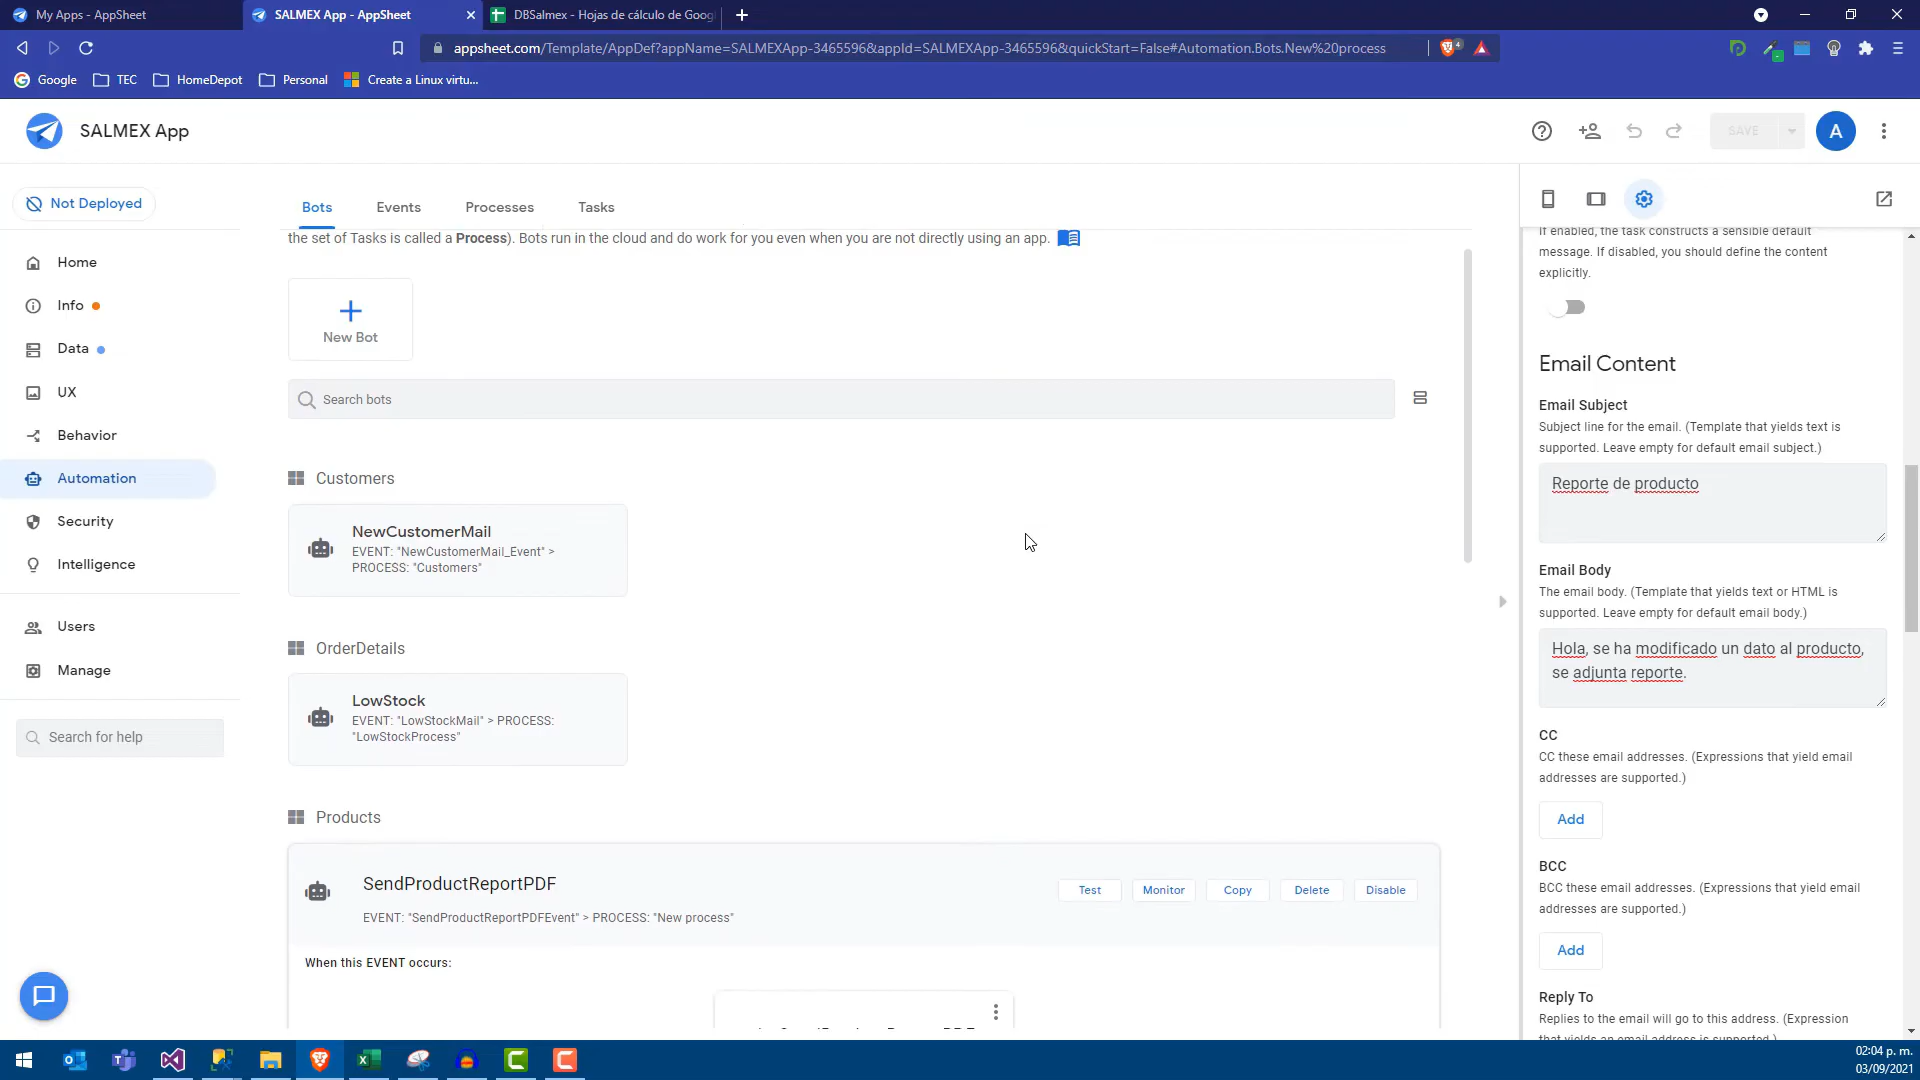 My Apps - AppSheet
SALMEX App - AppSheet
DBSalmex - Hojas de cálculo de Goog
appsheet.com/Template/AppDef?appName=SALMEXApp-3465596&appId=SALMEXApp-3465596&quickStart=False#Automation.Bots.New%20process
4
Google
TEC
HomeDepot
Personal
Create a Linux virtu...
SALMEX App
SAVE
A
Not Deployed
Home
Info
Data
UX
Behavior
Automation
Security
Intelligence
Users
Manage
Search for help
Bots
Events
Processes
Tasks
the set of Tasks is called a Process). Bots run in the cloud and do work for you even when you are not directly using an app.
New Bot
Search bots
Customers
NewCustomerMail
EVENT: "NewCustomerMail_Event" >
PROCESS: "Customers"
OrderDetails
LowStock
EVENT: "LowStockMail" > PROCESS:
"LowStockProcess"
Products
SendProductReportPDF
EVENT: "SendProductReportPDFEvent" > PROCESS: "New process"
Test
Monitor
Copy
Delete
Disable
When this EVENT occurs:
If enabled, the task constructs a sensible default
message. If disabled, you should define the content
explicitly.
Email Content
Email Subject
Subject line for the email. (Template that yields text is
supported. Leave empty for default email subject.)
Reporte de producto
Email Body
The email body. (Template that yields text or HTML is
supported. Leave empty for default email body.)
Hola, se ha modificado un dato al producto,
se adjunta reporte.
CC
CC these email addresses. (Expressions that yield email
addresses are supported.)
Add
BCC
BCC these email addresses. (Expressions that yield email
addresses are supported.)
Add
Reply To
Replies to the email will go to this address. (Expression
that yields an email address is supported.)
02:04 p. m.
03/09/2021